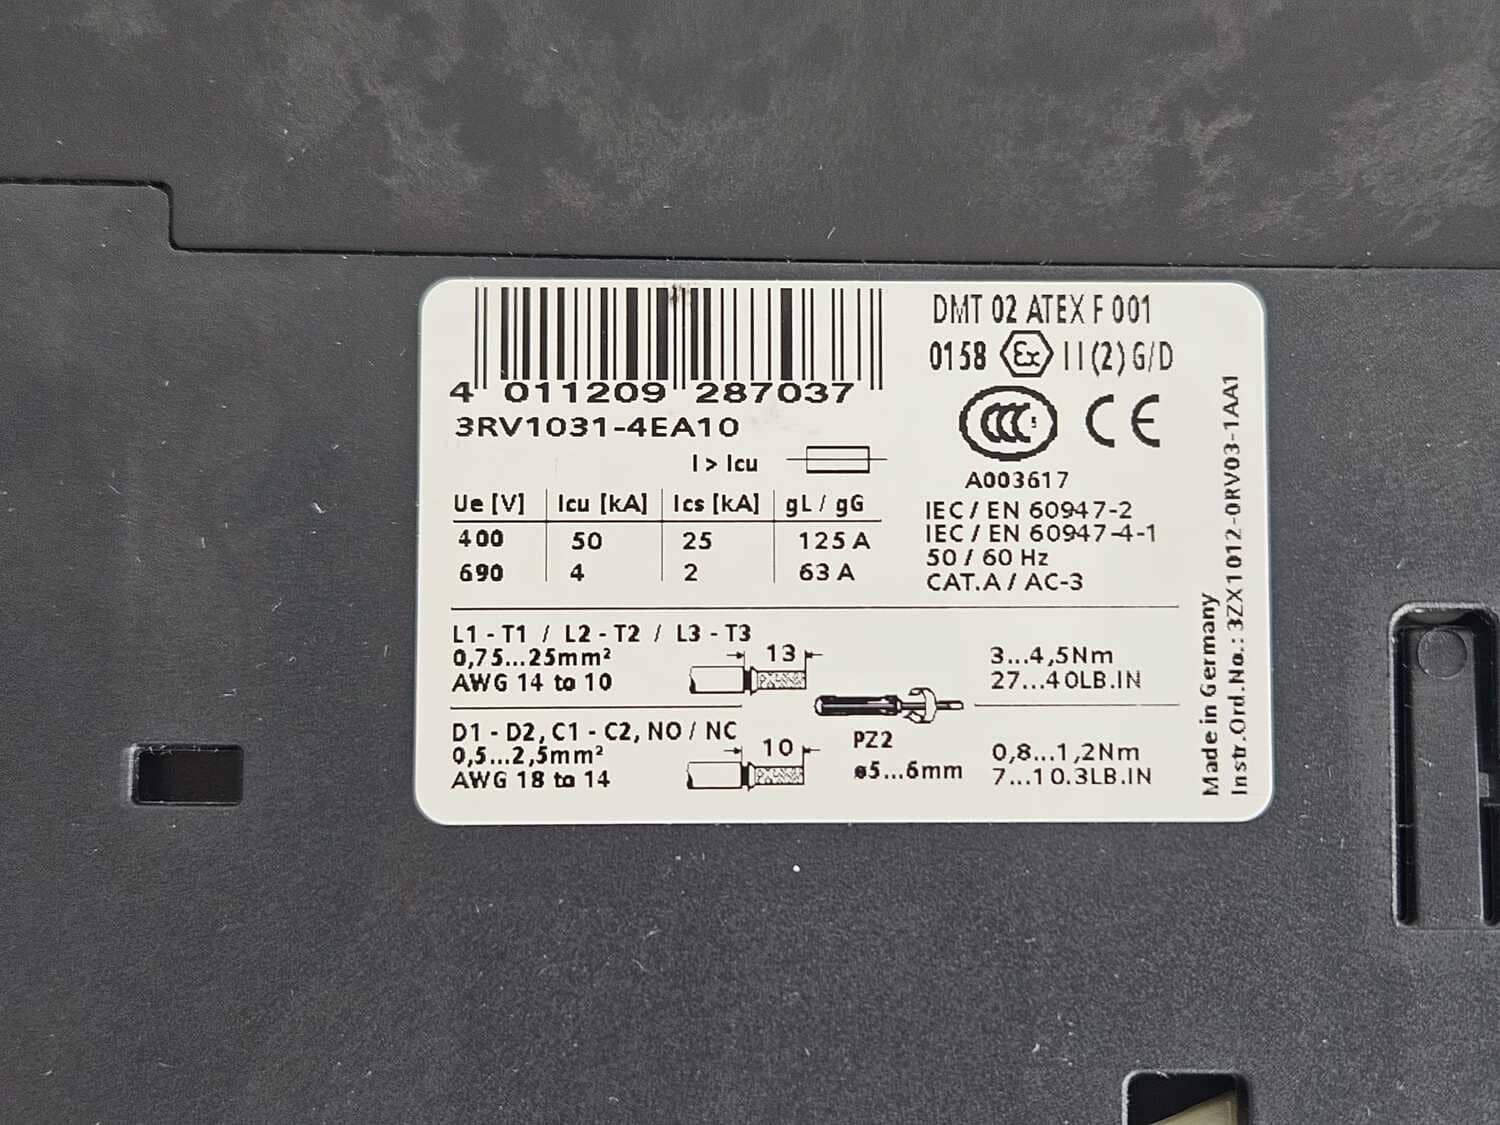 4 011209 287037
3RV1031-4EA10
I > Icu
Ue [V] Icu [kA] Ics [kA] gL / gG
400 50 25 125 A
690 4 2 63 A
DMT 02 ATEX F 001
0158 Ex II (2) G/D
CCC S CE
A003617
IEC / EN 60947-2
IEC / EN 60947-4-1
50 / 60 Hz
CAT.A / AC-3
L1 - T1 / L2 - T2 / L3 - T3
0,75...25mm²
AWG 14 to 10
13
3...4,5Nm
27...40LB.IN
D1 - D2, C1 - C2, NO / NC
0,5...2,5mm²
AWG 18 to 14
10
PZ2
ø5...6mm
0,8...1,2Nm
7...10.3LB.IN
Made in Germany
Instr.Ord.No.: 3ZX1012-0RV03-1AA1